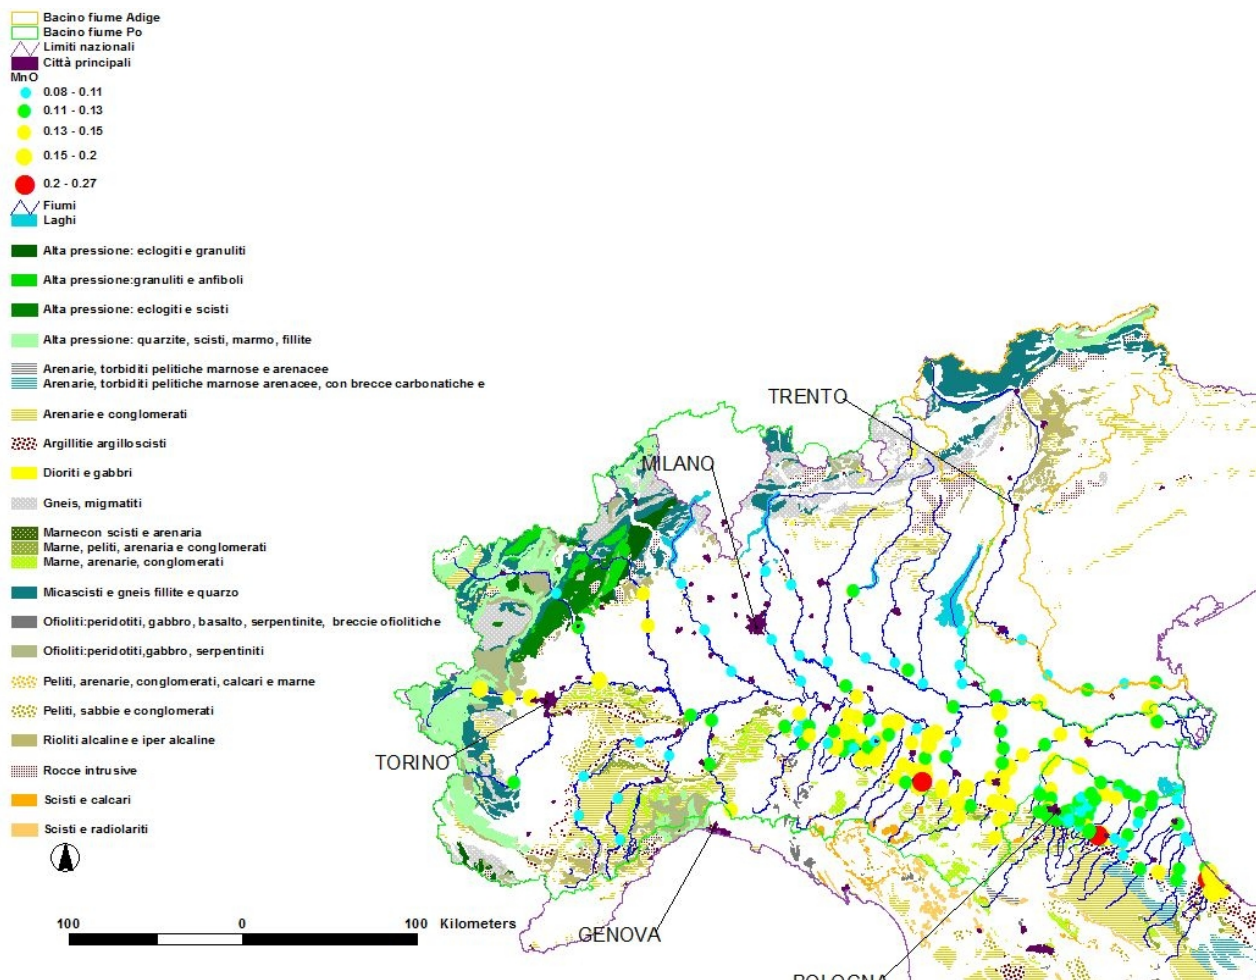 Bacino fiume Adige
Bacino fiume Po
Limiti nazionali
Città principali
MnO
0.08 - 0.11
0.11 - 0.13
0.13 - 0.15
0.15 - 0.2
0.2 - 0.27
Fiumi
Laghi
Alta pressione: eclogiti e granuliti
Alta pressione:granuliti e anfiboli
Alta pressione: eclogiti e scisti
Alta pressione: quarzite, scisti, marmo, fillite
Arenarie, torbiditi pelitiche marnose e arenacee
Arenarie, torbiditi pelitiche marnose arenacee, con brecce carbonatiche e
Arenarie e conglomerati
Argillitie argilloscisti
Dioriti e gabbri
Gneis, migmatiti
Marnecon scisti e arenaria
Marne, peliti, arenaria e conglomerati
Marne, arenarie, conglomerati
Micascisti e gneis fillite e quarzo
Ofioliti:peridotiti, gabbro, basalto, serpentinite, breccie ofiolitiche
Ofioliti:peridotiti,gabbro, serpentiniti
Peliti, arenarie, conglomerati, calcari e marne
Peliti, sabbie e conglomerati
Rioliti alcaline e iper alcaline
Rocce intrusive
Scisti e calcari
Scisti e radiolariti
100 0 100 Kilometers
TRENTO
MILANO
TORINO
GENOVA
BOLOGNA